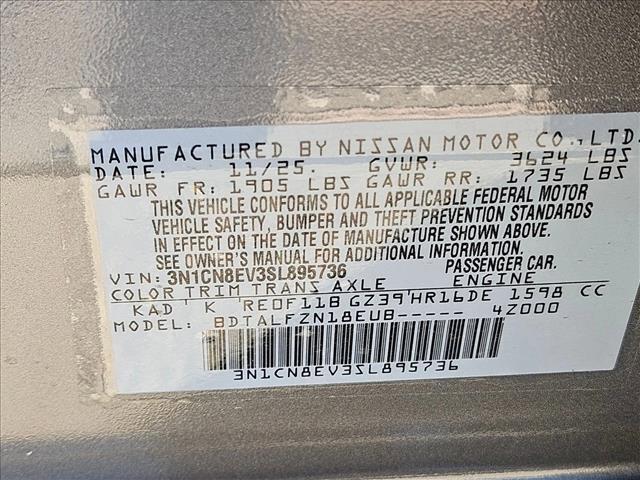 MANUFACTURED BY NISSAN MOTOR CO.,LTD.
DATE: 11/25. GVWR: 3624 LBS
GAWR FR: 1905 LBS GAWR RR: 1735 LBS
THIS VEHICLE CONFORMS TO ALL APPLICABLE FEDERAL MOTOR
VEHICLE SAFETY, BUMPER AND THEFT PREVENTION STANDARDS
IN EFFECT ON THE DATE OF MANUFACTURE SHOWN ABOVE.
SEE OWNER'S MANUAL FOR ADDITIONAL INFORMATION.
VIN: 3N1CN8EV3SL895736 PASSENGER CAR.
COLOR TRIM TRANS AXLE ENGINE
KAD K RE0F11B GZ39 HR16DE 1598 CC
MODEL: BDTALFZN18EUB----- 4Z000
3N1CN8EV3SL895736